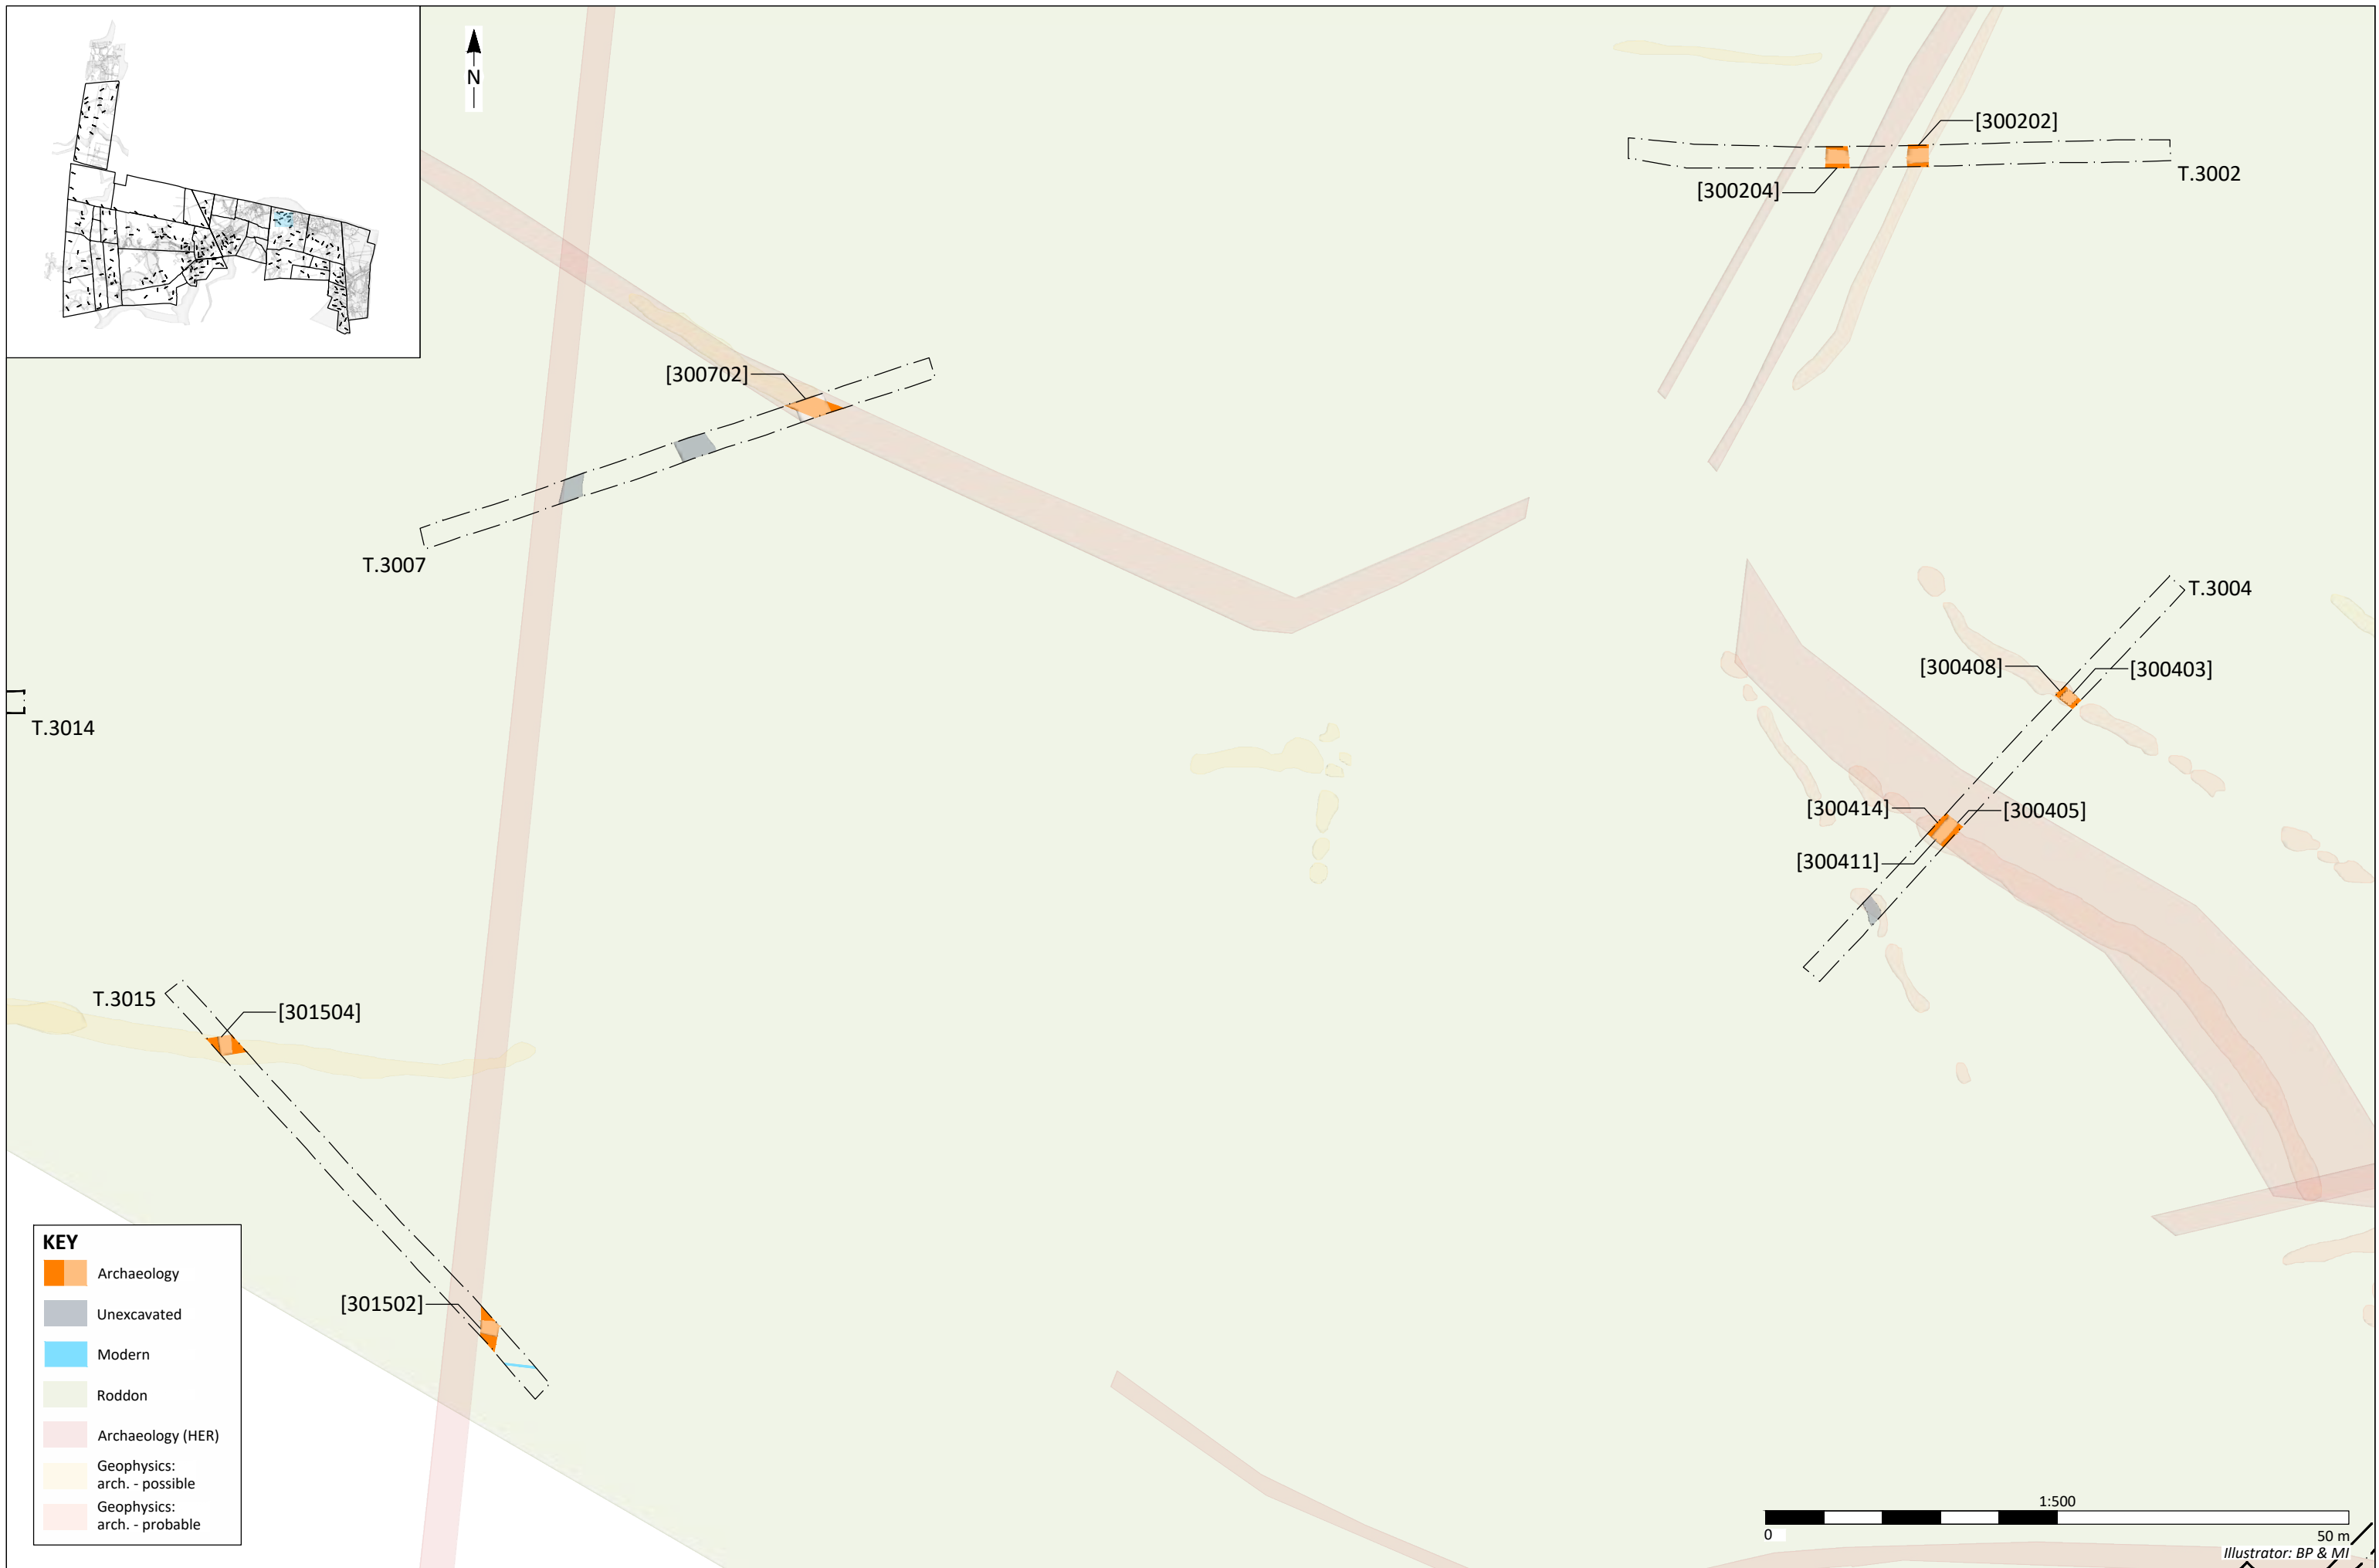 N
[300202]
T.3002
[300204]
[300702]
T.3007
T.3004
[300408]
[300403]
T.3014
[300414]
[300405]
[300411]
T.3015
[301504]
[301502]
KEY
Archaeology
Unexcavated
Modern
Roddon
Archaeology (HER)
Geophysics:
arch. - possible
Geophysics:
arch. - probable
1:500
0
50 m
Illustrator: BP & MI